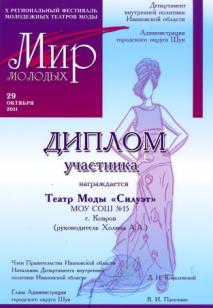 X РЕГИОНАЛЬНЫЙ ФЕСТИВАЛЬ
МОЛОДЕЖНЫХ ТЕАТРОВ МОДЫ
Департамент
внутренней политики
Ивановской области
Администрация
городского округа Шуя
Мир
МОЛОДЫХ
29
ОКТЯБРЯ
2011
ДИПЛОМ
участника
награждается
Театр Моды «Силуэт»
МОУ СОШ №15
г. Ковров
(руководитель Холина А.А.)
Член Правительства Ивановской области
Начальник Департамента внутренней
политики Ивановской области
Глава Администрации
городского округа Шуя
В. И. Пасечник